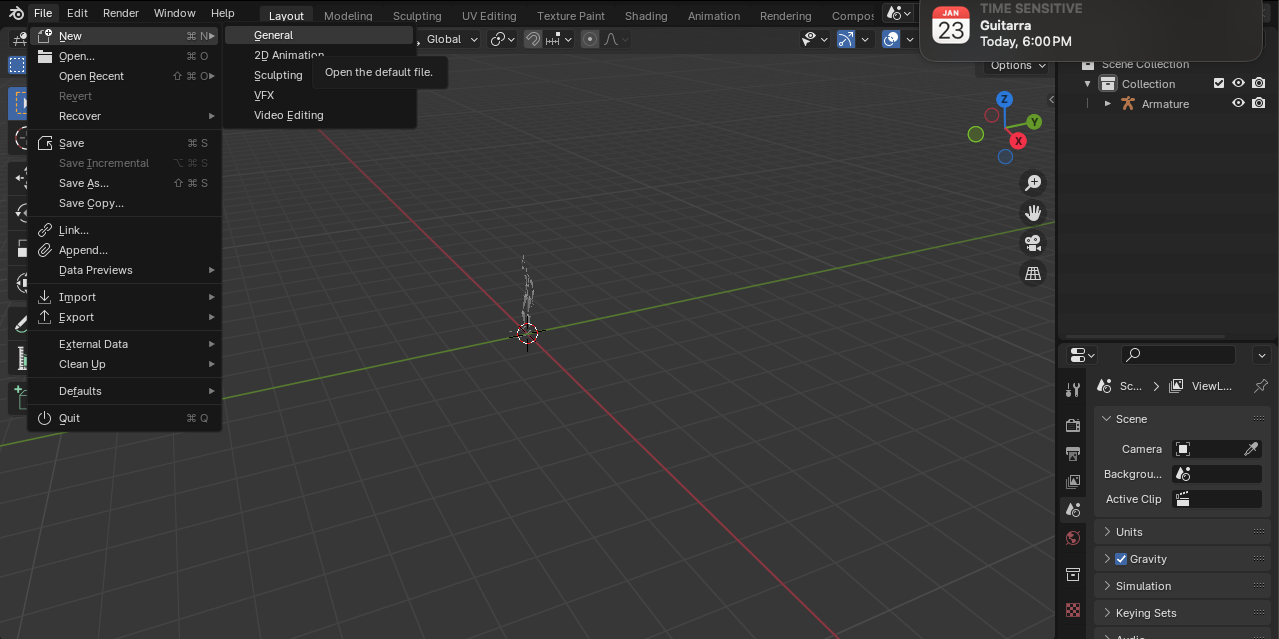 File Edit Render Window Help Layout Modeling Sculpting UV Editing Texture Paint Shading Animation Rendering
JAN
23
TIME SENSITIVE
Guitarra
Today, 6:00 PM
New ⌘ N
Open... ⌘ O
Open Recent ⇧ ⌘ O
Revert
Recover
Save ⌘ S
Save Incremental ⌥ ⌘ S
Save As... ⇧ ⌘ S
Save Copy...
Link...
Append...
Data Previews
Import
Export
External Data
Clean Up
Defaults
Quit ⌘ Q
General
2D Animation
Sculpting
VFX
Video Editing
Open the default file.
Global
Options
Z
Y
X
Scene Collection
Collection
Armature
Sc... ViewL...
Scene
Camera
Backgrou...
Active Clip
Units
Gravity
Simulation
Keying Sets